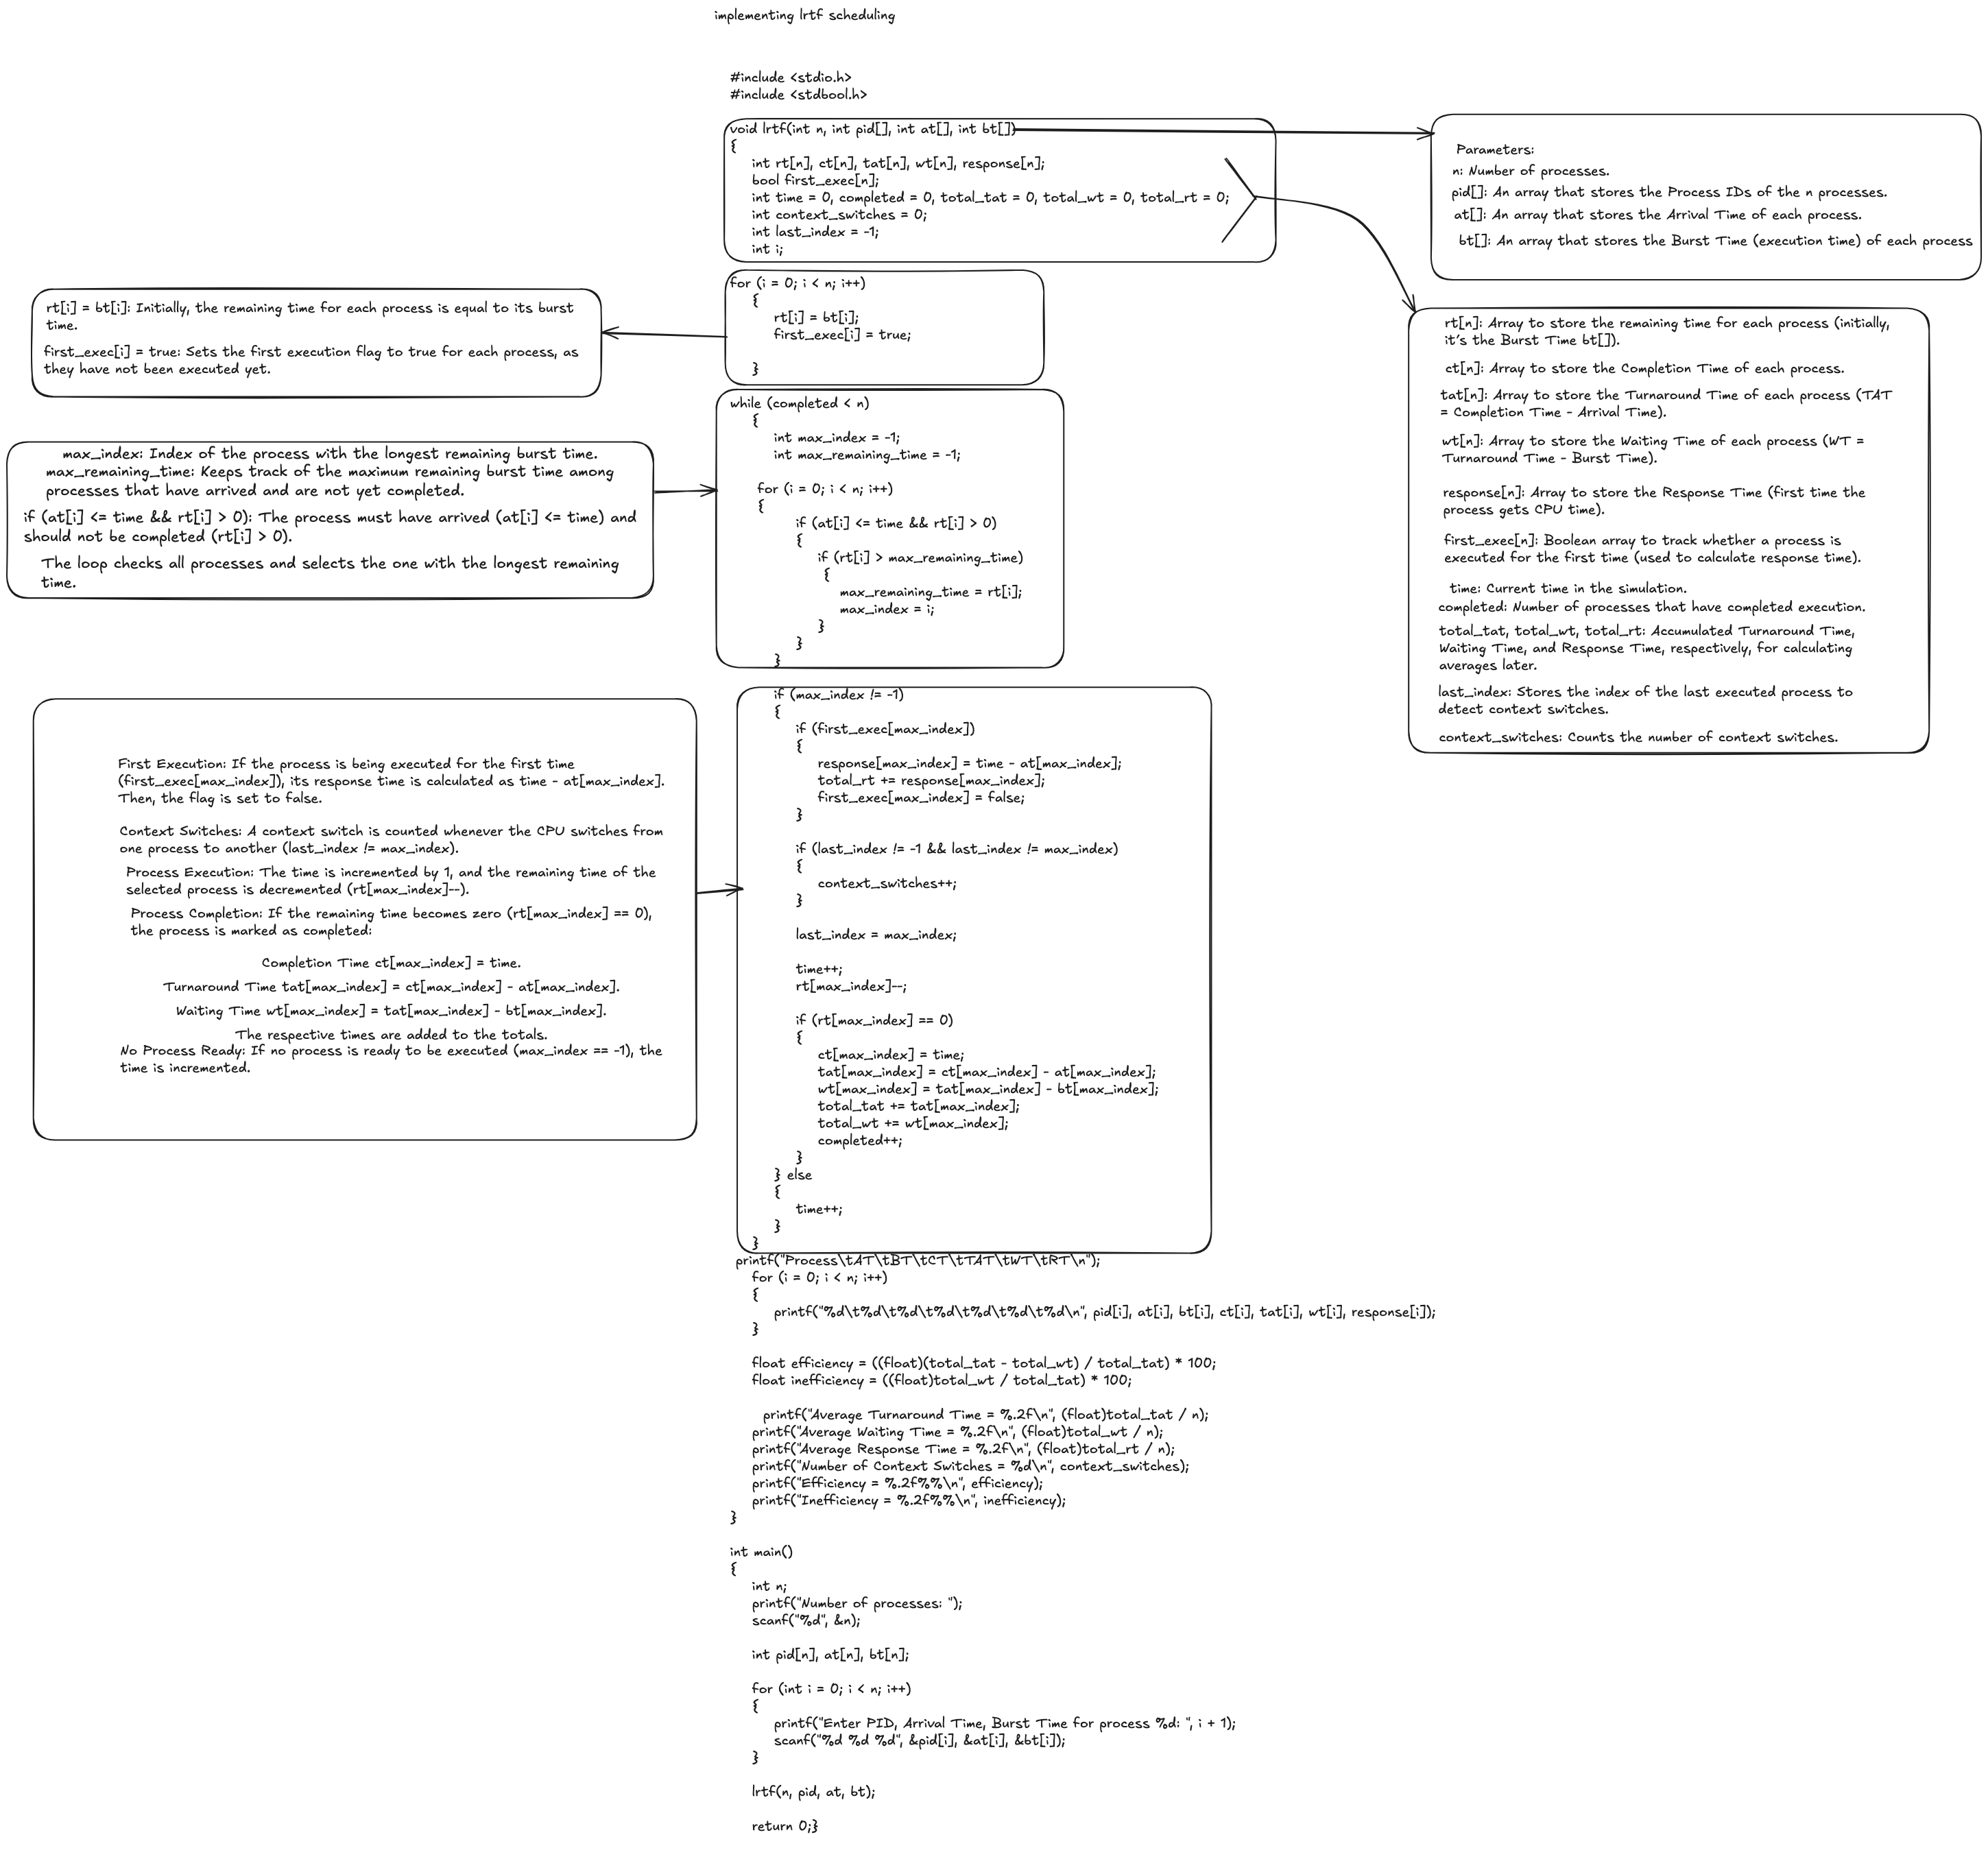 implementing lrtf scheduling
#include <stdio.h>
#include <stdbool.h>
void lrtf(int n, int pid[], int at[], int bt[])
{
int rt[n], ct[n], tat[n], wt[n], response[n];
bool first_exec[n];
int time = 0, completed = 0, total_tat = 0, total_wt = 0, total_rt = 0;
int context_switches = 0;
int last_index = -1;
int i;
Parameters:
n: Number of processes.
pid[]: An array that stores the Process IDs of the n processes.
at[]: An array that stores the Arrival Time of each process.
bt[]: An array that stores the Burst Time (execution time) of each process
rt[n]: Array to store the remaining time for each process (initially,
it's the Burst Time bt[]).
ct[n]: Array to store the Completion Time of each process.
tat[n]: Array to store the Turnaround Time of each process (TAT
= Completion Time - Arrival Time).
wt[n]: Array to store the Waiting Time of each process (WT =
Turnaround Time - Burst Time).
response[n]: Array to store the Response Time (first time the
process gets CPU time).
first_exec[n]: Boolean array to track whether a process is
executed for the first time (used to calculate response time).
time: Current time in the simulation.
completed: Number of processes that have completed execution.
total_tat, total_wt, total_rt: Accumulated Turnaround Time,
Waiting Time, and Response Time, respectively, for calculating
averages later.
last_index: Stores the index of the last executed process to
detect context switches.
context_switches: Counts the number of context switches.
for (i = 0; i < n; i++)
{
rt[i] = bt[i];
first_exec[i] = true;
}
rt[i] = bt[i]: Initially, the remaining time for each process is equal to its burst
time.
first_exec[i] = true: Sets the first execution flag to true for each process, as
they have not been executed yet.
while (completed < n)
{
int max_index = -1;
int max_remaining_time = -1;
for (i = 0; i < n; i++)
{
if (at[i] <= time && rt[i] > 0)
{
if (rt[i] > max_remaining_time)
{
max_remaining_time = rt[i];
max_index = i;
}
}
}
max_index: Index of the process with the longest remaining burst time.
max_remaining_time: Keeps track of the maximum remaining burst time among
processes that have arrived and are not yet completed.
if (at[i] <= time && rt[i] > 0): The process must have arrived (at[i] <= time) and
should not be completed (rt[i] > 0).
The loop checks all processes and selects the one with the longest remaining
time.
if (max_index != -1)
{
if (first_exec[max_index])
{
response[max_index] = time - at[max_index];
total_rt += response[max_index];
first_exec[max_index] = false;
}
if (last_index != -1 && last_index != max_index)
{
context_switches++;
}
last_index = max_index;
time++;
rt[max_index]--;
if (rt[max_index] == 0)
{
ct[max_index] = time;
tat[max_index] = ct[max_index] - at[max_index];
wt[max_index] = tat[max_index] - bt[max_index];
total_tat += tat[max_index];
total_wt += wt[max_index];
completed++;
}
} else
{
time++;
}
}
First Execution: If the process is being executed for the first time
(first_exec[max_index]), its response time is calculated as time - at[max_index].
Then, the flag is set to false.
Context Switches: A context switch is counted whenever the CPU switches from
one process to another (last_index != max_index).
Process Execution: The time is incremented by 1, and the remaining time of the
selected process is decremented (rt[max_index]--).
Process Completion: If the remaining time becomes zero (rt[max_index] == 0),
the process is marked as completed:
Completion Time ct[max_index] = time.
Turnaround Time tat[max_index] = ct[max_index] - at[max_index].
Waiting Time wt[max_index] = tat[max_index] - bt[max_index].
The respective times are added to the totals.
No Process Ready: If no process is ready to be executed (max_index == -1), the
time is incremented.
printf("Process\tAT\tBT\tCT\tTAT\tWT\tRT\n");
for (i = 0; i < n; i++)
{
printf("%d\t%d\t%d\t%d\t%d\t%d\t%d\n", pid[i], at[i], bt[i], ct[i], tat[i], wt[i], response[i]);
}
float efficiency = ((float)(total_tat - total_wt) / total_tat) * 100;
float inefficiency = ((float)total_wt / total_tat) * 100;
printf("Average Turnaround Time = %.2f\n", (float)total_tat / n);
printf("Average Waiting Time = %.2f\n", (float)total_wt / n);
printf("Average Response Time = %.2f\n", (float)total_rt / n);
printf("Number of Context Switches = %d\n", context_switches);
printf("Efficiency = %.2f%%\n", efficiency);
printf("Inefficiency = %.2f%%\n", inefficiency);
}
int main()
{
int n;
printf("Number of processes: ");
scanf("%d", &n);
int pid[n], at[n], bt[n];
for (int i = 0; i < n; i++)
{
printf("Enter PID, Arrival Time, Burst Time for process %d: ", i + 1);
scanf("%d %d %d", &pid[i], &at[i], &bt[i]);
}
lrtf(n, pid, at, bt);
return 0;}